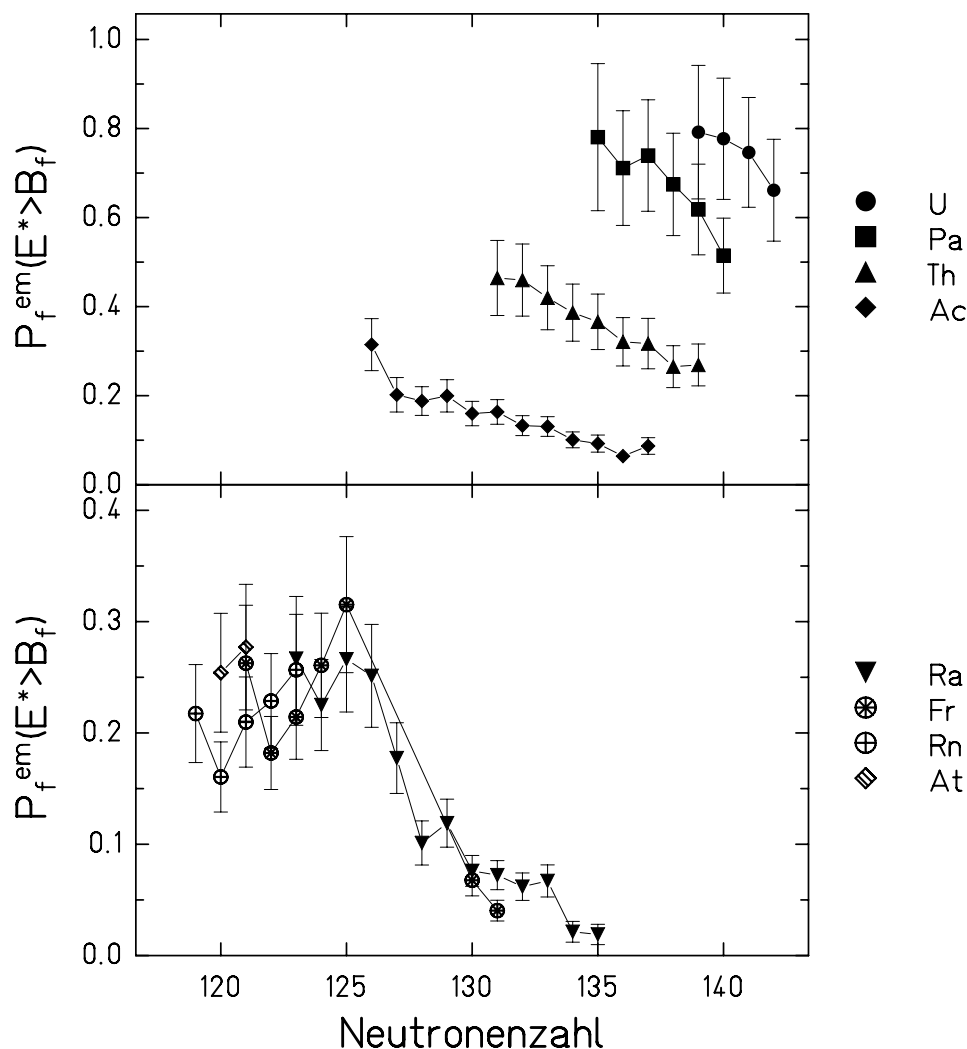 1.0
0.8
0.6
0.4
0.2
0.0
P_f^em(E*>B_f)
U
Pa
Th
Ac
0.4
0.3
0.2
0.1
0.0
P_f^em(E*>B_f)
Ra
Fr
Rn
At
120 125 130 135 140
Neutronenzahl